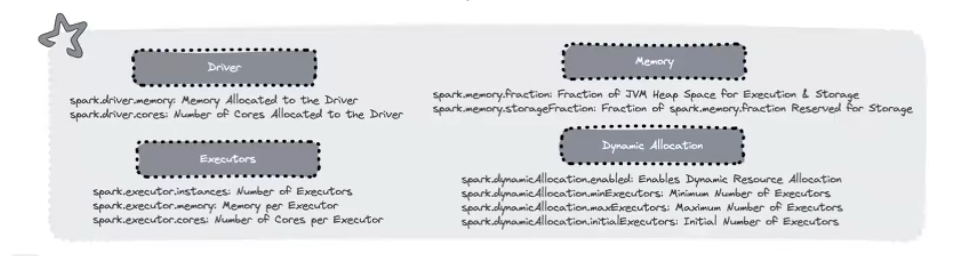 Driver
spark.driver.memory: Memory Allocated to the Driver
spark.driver.cores: Number of Cores Allocated to the Driver
Executors
spark.executor.instances: Number of Executors
spark.executor.memory: Memory per Executor
spark.executor.cores: Number of Cores per Executor
Memory
spark.memory.fraction: Fraction of JVM Heap Space for Execution & Storage
spark.memory.storageFraction: Fraction of spark.memory.fraction Reserved for Storage
Dynamic Allocation
spark.dynamicAllocation.enabled: Enables Dynamic Resource Allocation
spark.dynamicAllocation.minExecutors: Minimum Number of Executors
spark.dynamicAllocation.maxExecutors: Maximum Number of Executors
spark.dynamicAllocation.initialExecutors: Initial Number of Executors